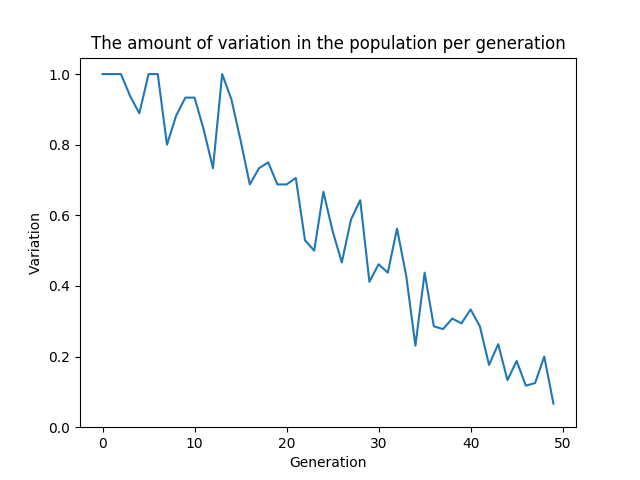 The amount of variation in the population per generation
1.0
0.8
0.6
0.4
0.2
0.0
Variation
0 10 20 30 40 50
Generation